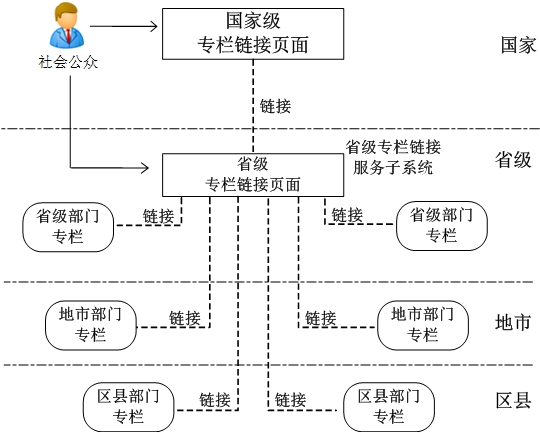 国家级
专栏链接页面
国家
社会公众
链接
省级专栏链接
服务子系统
省级
省级
专栏链接页面
省级部门
专栏
链接
链接
省级部门
专栏
地市部门
专栏
链接
链接
地市部门
专栏
地市
区县部门
专栏
链接
链接
区县部门
专栏
区县